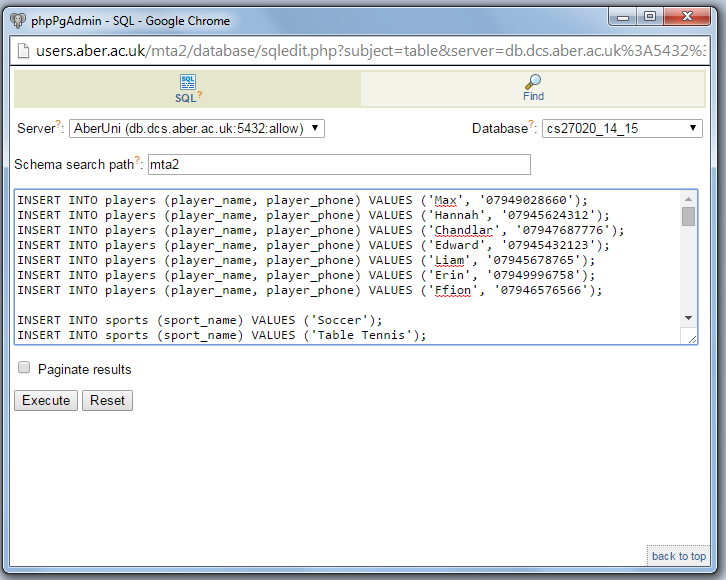 phpPgAdmin - SQL - Google Chrome
users.aber.ac.uk/mta2/database/sqledit.php?subject=table&server=db.dcs.aber.ac.uk%3A5432%3
SQL?
Find
Server?: AberUni (db.dcs.aber.ac.uk:5432:allow) Database?: cs27020_14_15
Schema search path?: mta2
INSERT INTO players (player_name, player_phone) VALUES ('Max', '07949028660');
INSERT INTO players (player_name, player_phone) VALUES ('Hannah', '07945624312');
INSERT INTO players (player_name, player_phone) VALUES ('Chandlar', '07947687776');
INSERT INTO players (player_name, player_phone) VALUES ('Edward', '07945432123');
INSERT INTO players (player_name, player_phone) VALUES ('Liam', '07945678765');
INSERT INTO players (player_name, player_phone) VALUES ('Erin', '07949996758');
INSERT INTO players (player_name, player_phone) VALUES ('Ffion', '07946576566');
INSERT INTO sports (sport_name) VALUES ('Soccer');
INSERT INTO sports (sport_name) VALUES ('Table Tennis');
Paginate results
Execute Reset
back to top